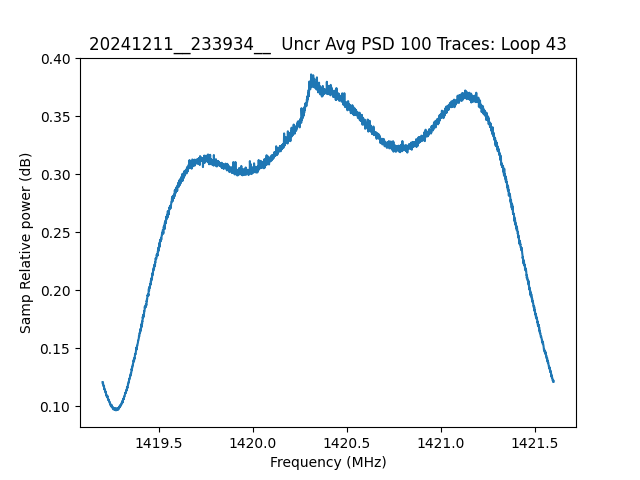 20241211__233934__  Uncr Avg PSD 100 Traces: Loop 43
0.40
0.35
0.30
0.25
0.20
0.15
0.10
Samp Relative power (dB)
1419.5 1420.0 1420.5 1421.0 1421.5
Frequency (MHz)